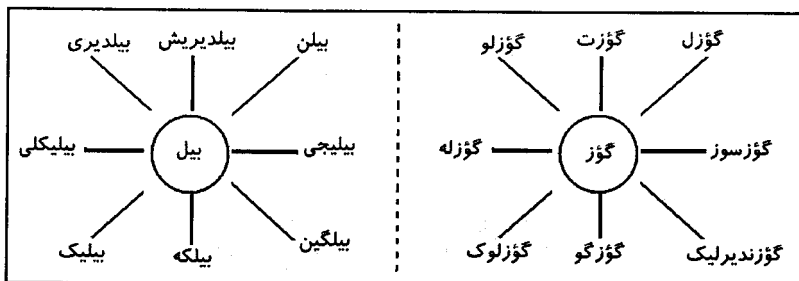 گؤزل گؤزت گؤزلو
گؤزسوز گؤز گؤزله
گؤزندیرلیک گؤزگو گؤزلوک
بیلن بیلدیریش بیلدیری
بیلیجی بیل بیلیکلی
بیلگین بیلکه بیلیک